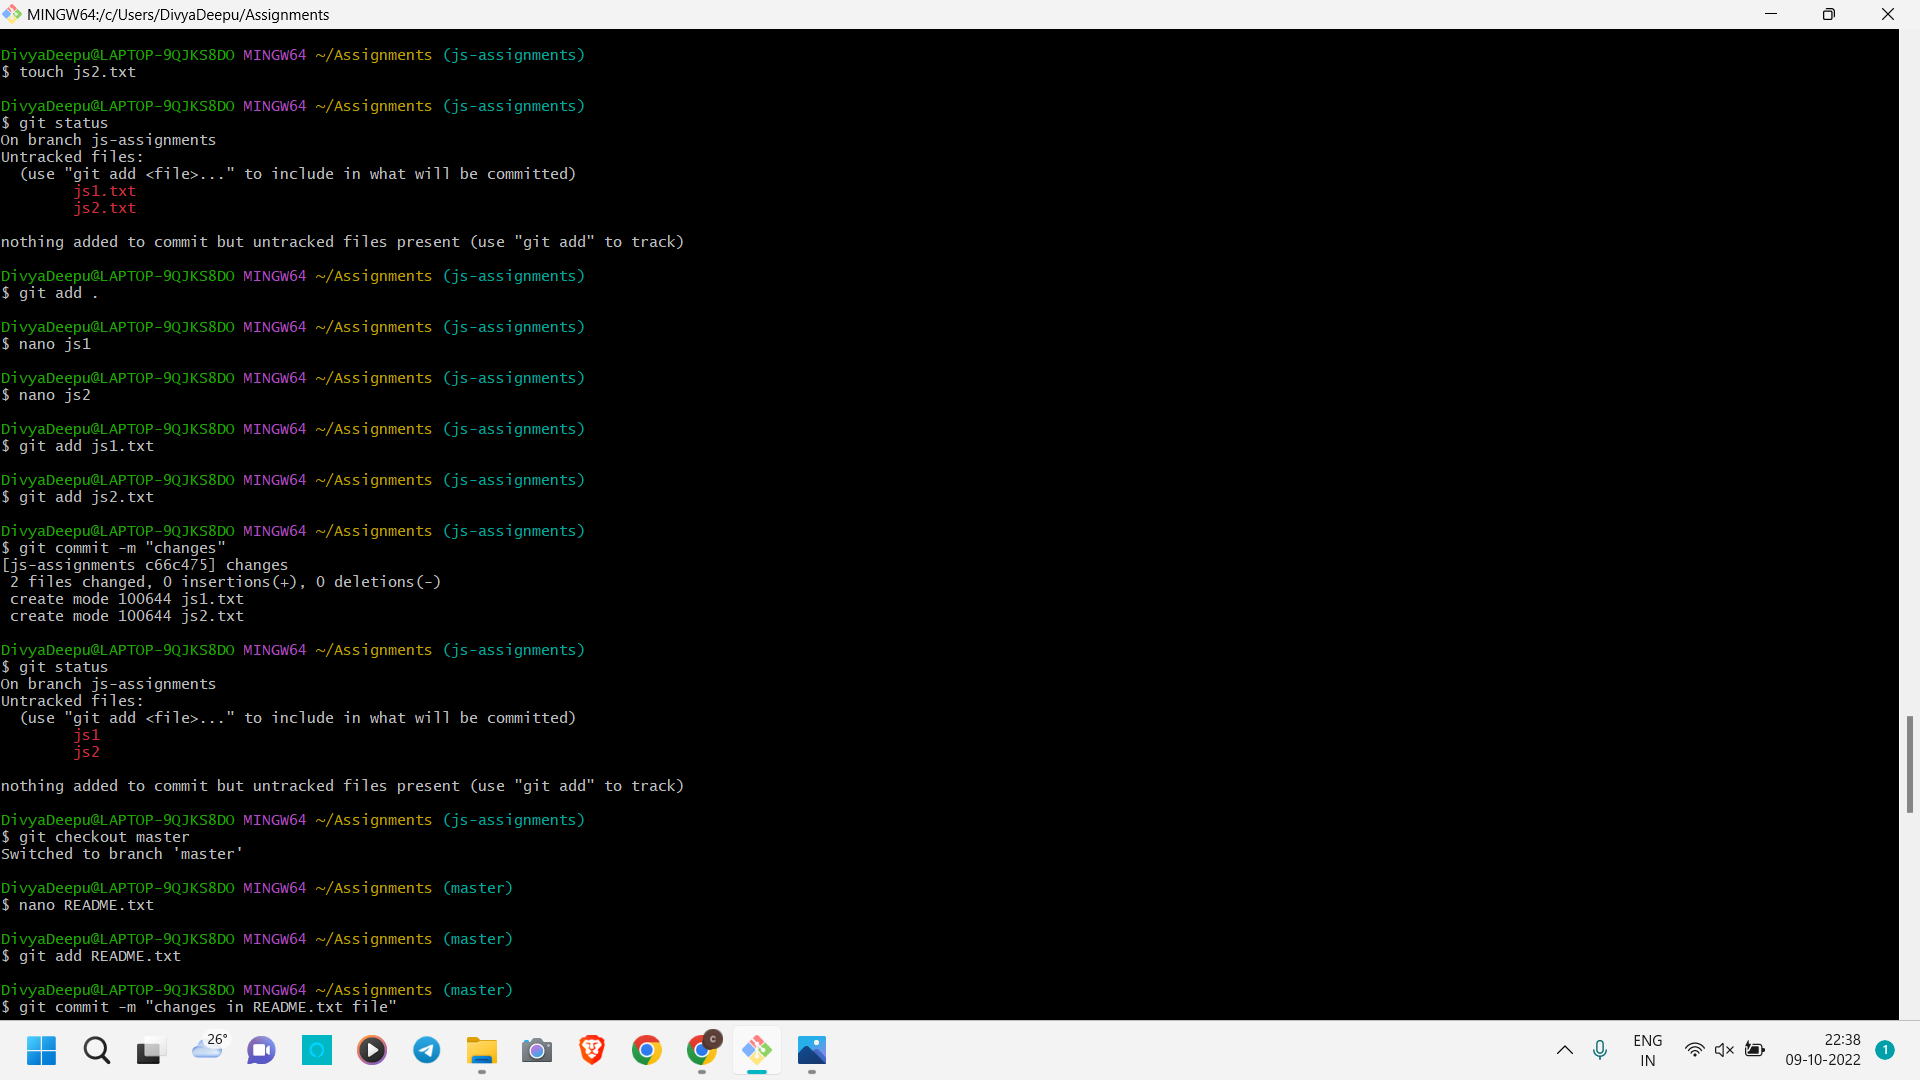 MINGW64:/c/Users/DivyaDeepu/Assignments
DivyaDeepu@LAPTOP-9QJKS8DO MINGW64 ~/Assignments (js-assignments)
$ touch js2.txt
DivyaDeepu@LAPTOP-9QJKS8DO MINGW64 ~/Assignments (js-assignments)
$ git status
On branch js-assignments
Untracked files:
  (use "git add <file>..." to include in what will be committed)
        js1.txt
        js2.txt
nothing added to commit but untracked files present (use "git add" to track)
DivyaDeepu@LAPTOP-9QJKS8DO MINGW64 ~/Assignments (js-assignments)
$ git add .
DivyaDeepu@LAPTOP-9QJKS8DO MINGW64 ~/Assignments (js-assignments)
$ nano js1
DivyaDeepu@LAPTOP-9QJKS8DO MINGW64 ~/Assignments (js-assignments)
$ nano js2
DivyaDeepu@LAPTOP-9QJKS8DO MINGW64 ~/Assignments (js-assignments)
$ git add js1.txt
DivyaDeepu@LAPTOP-9QJKS8DO MINGW64 ~/Assignments (js-assignments)
$ git add js2.txt
DivyaDeepu@LAPTOP-9QJKS8DO MINGW64 ~/Assignments (js-assignments)
$ git commit -m "changes"
[js-assignments c66c475] changes
 2 files changed, 0 insertions(+), 0 deletions(-)
 create mode 100644 js1.txt
 create mode 100644 js2.txt
DivyaDeepu@LAPTOP-9QJKS8DO MINGW64 ~/Assignments (js-assignments)
$ git status
On branch js-assignments
Untracked files:
  (use "git add <file>..." to include in what will be committed)
        js1
        js2
nothing added to commit but untracked files present (use "git add" to track)
DivyaDeepu@LAPTOP-9QJKS8DO MINGW64 ~/Assignments (js-assignments)
$ git checkout master
Switched to branch 'master'
DivyaDeepu@LAPTOP-9QJKS8DO MINGW64 ~/Assignments (master)
$ nano README.txt
DivyaDeepu@LAPTOP-9QJKS8DO MINGW64 ~/Assignments (master)
$ git add README.txt
DivyaDeepu@LAPTOP-9QJKS8DO MINGW64 ~/Assignments (master)
$ git commit -m "changes in README.txt file"
26°
C
ENG
IN
22:38
09-10-2022
1